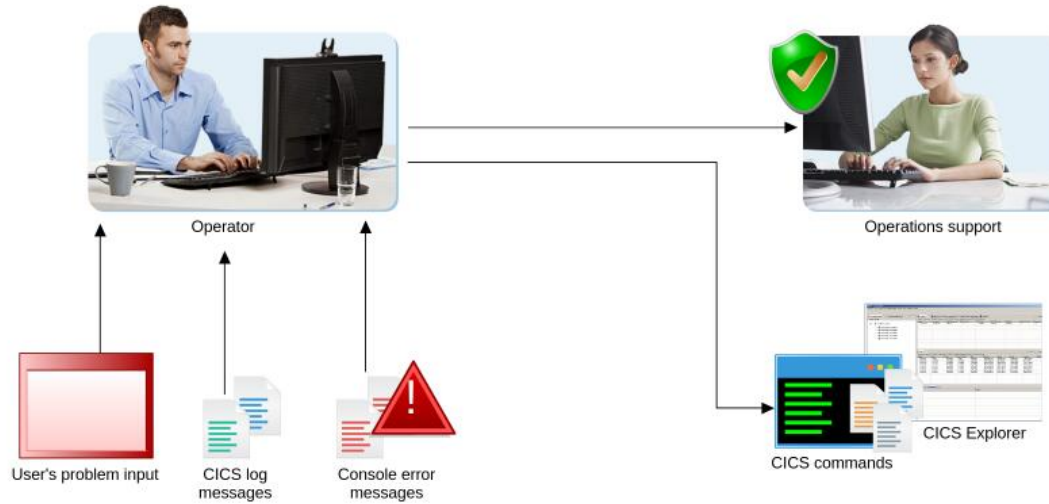 Operator
Operations support
User's problem input
CICS log
messages
Console error
messages
CICS commands
CICS Explorer